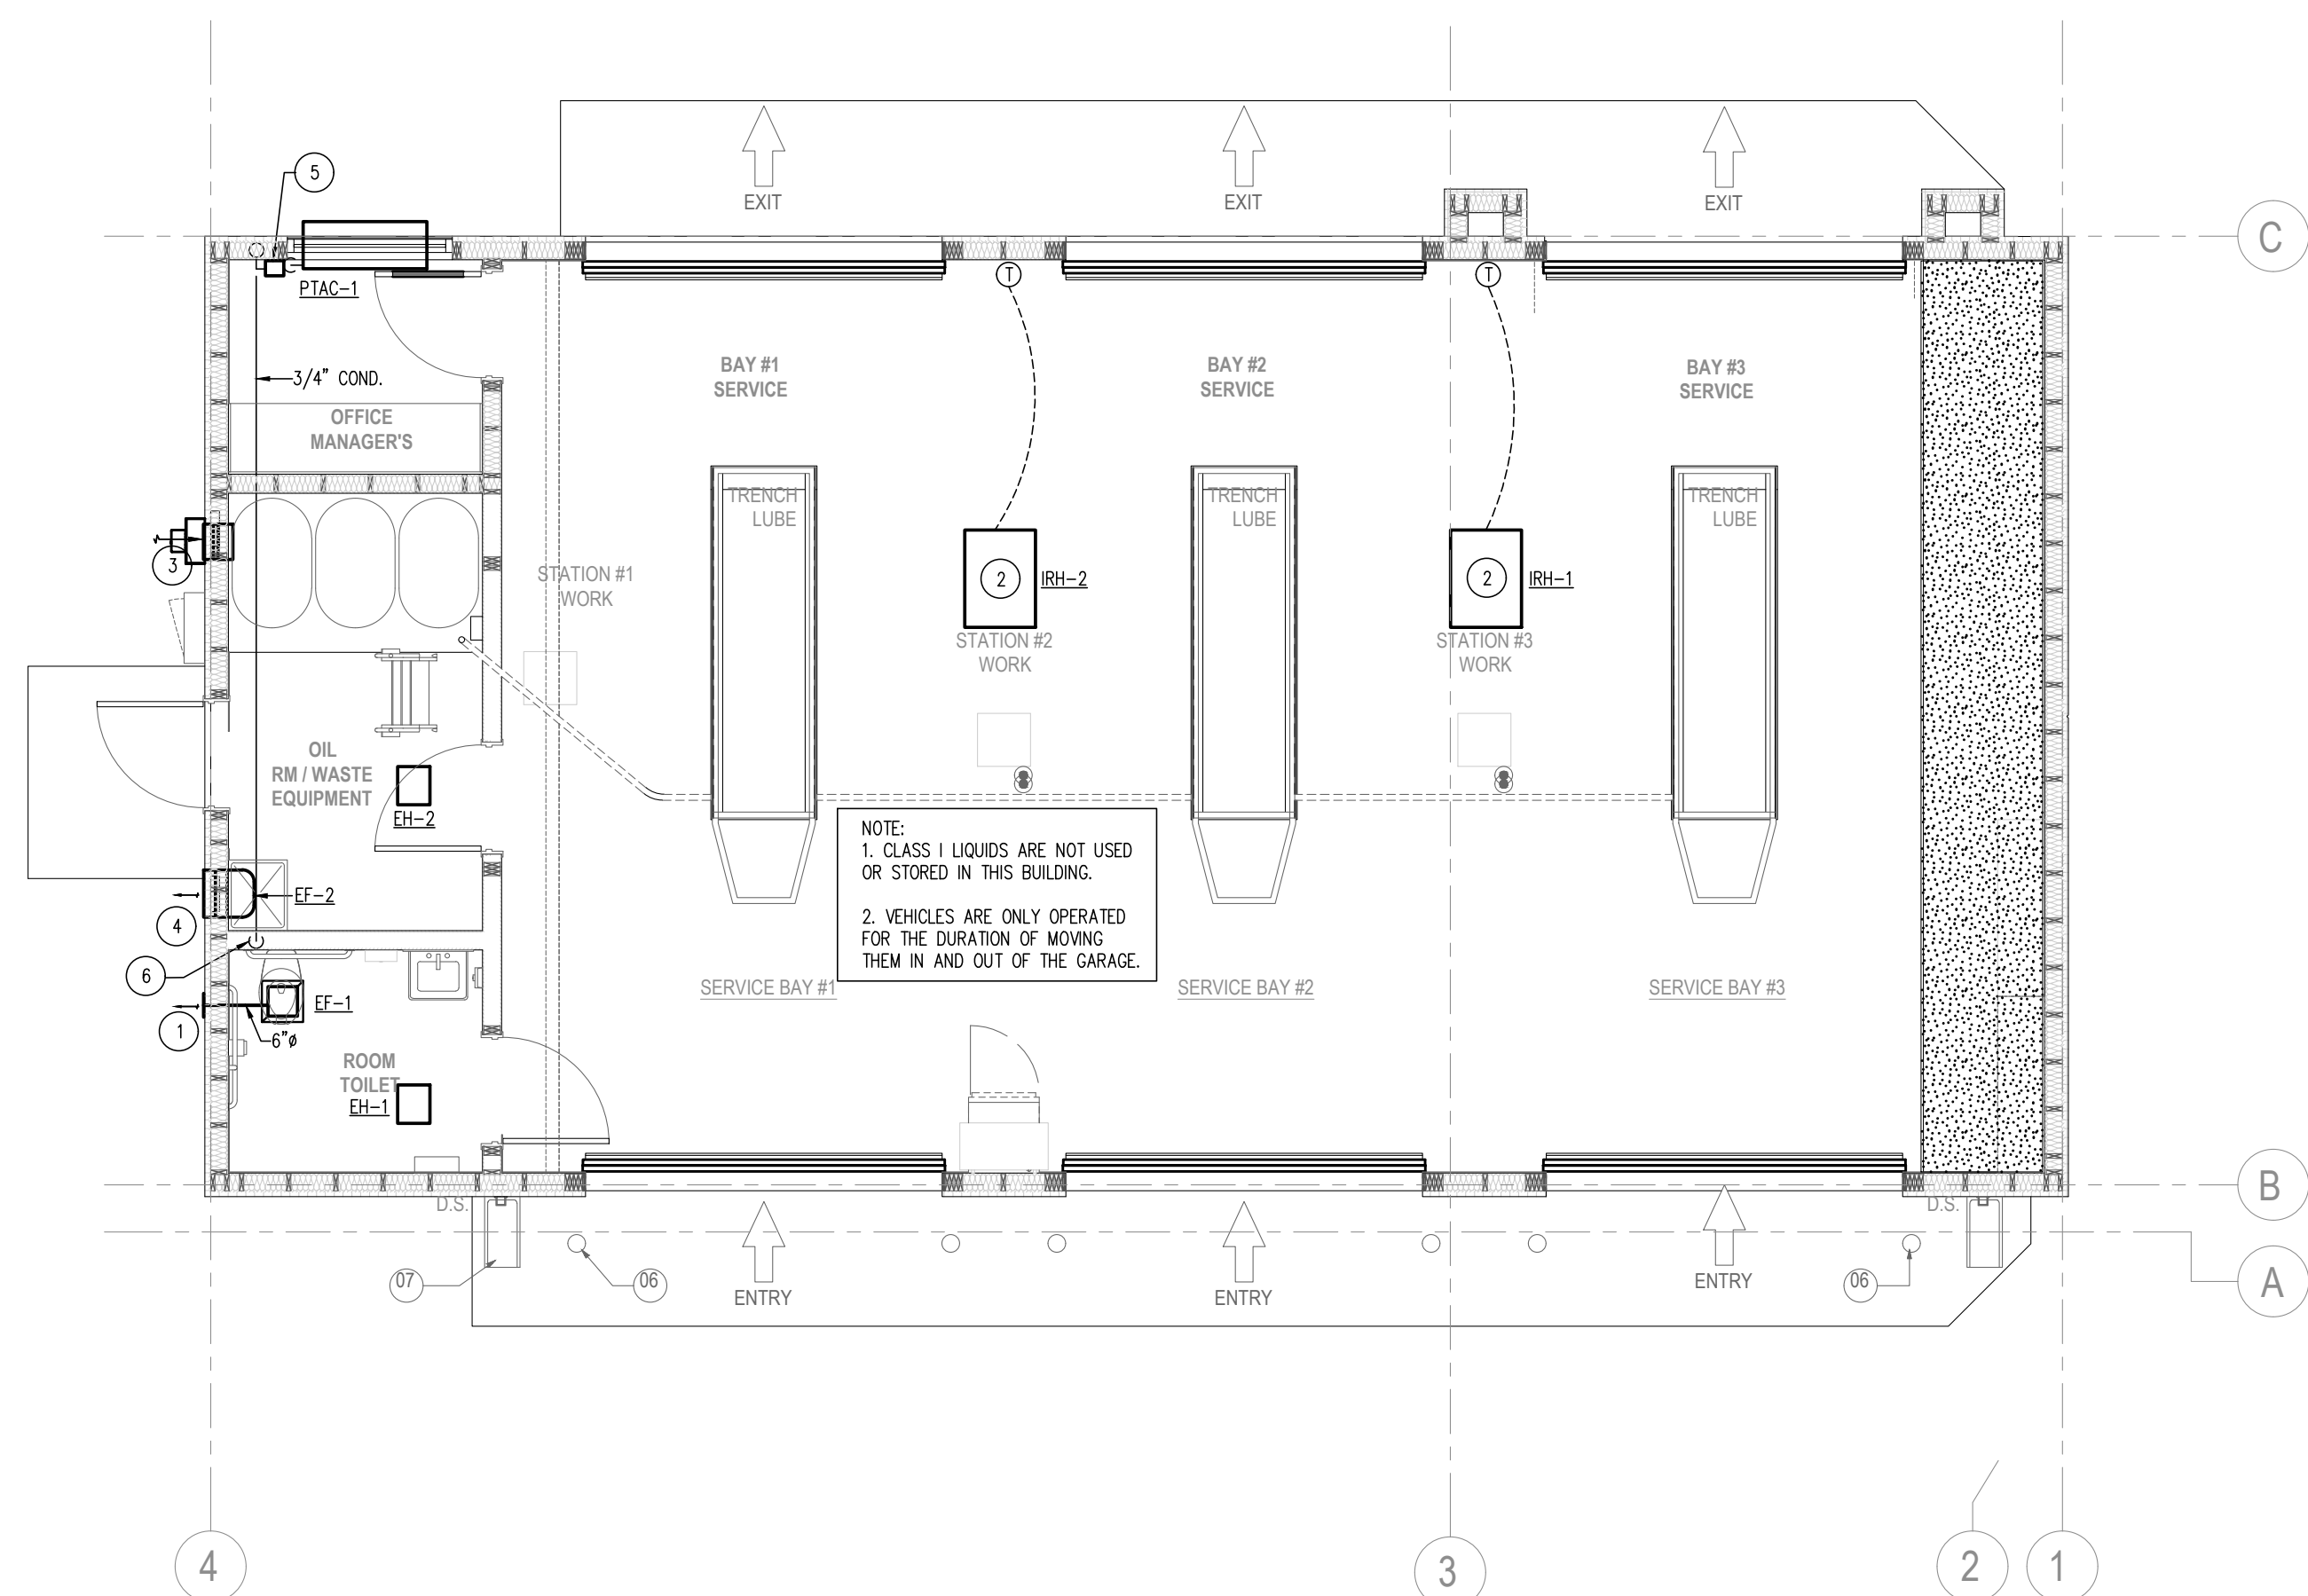 EXIT
EXIT
EXIT
5
C
PTAC-1
T
T
3/4" COND.
OFFICE
MANAGER'S
BAY #1
SERVICE
BAY #2
SERVICE
BAY #3
SERVICE
TRENCH
LUBE
TRENCH
LUBE
TRENCH
LUBE
3
STATION #1
WORK
2
IRH-2
2
IRH-1
STATION #2
WORK
STATION #3
WORK
OIL
RM / WASTE
EQUIPMENT
EH-2
NOTE:
1. CLASS I LIQUIDS ARE NOT USED
OR STORED IN THIS BUILDING.
2. VEHICLES ARE ONLY OPERATED
FOR THE DURATION OF MOVING
THEM IN AND OUT OF THE GARAGE.
EF-2
4
6
EF-1
1
6"ø
SERVICE BAY #1
SERVICE BAY #2
SERVICE BAY #3
ROOM
TOILET
EH-1
D.S.
D.S.
B
07
06
06
A
ENTRY
ENTRY
ENTRY
4
3
2
1